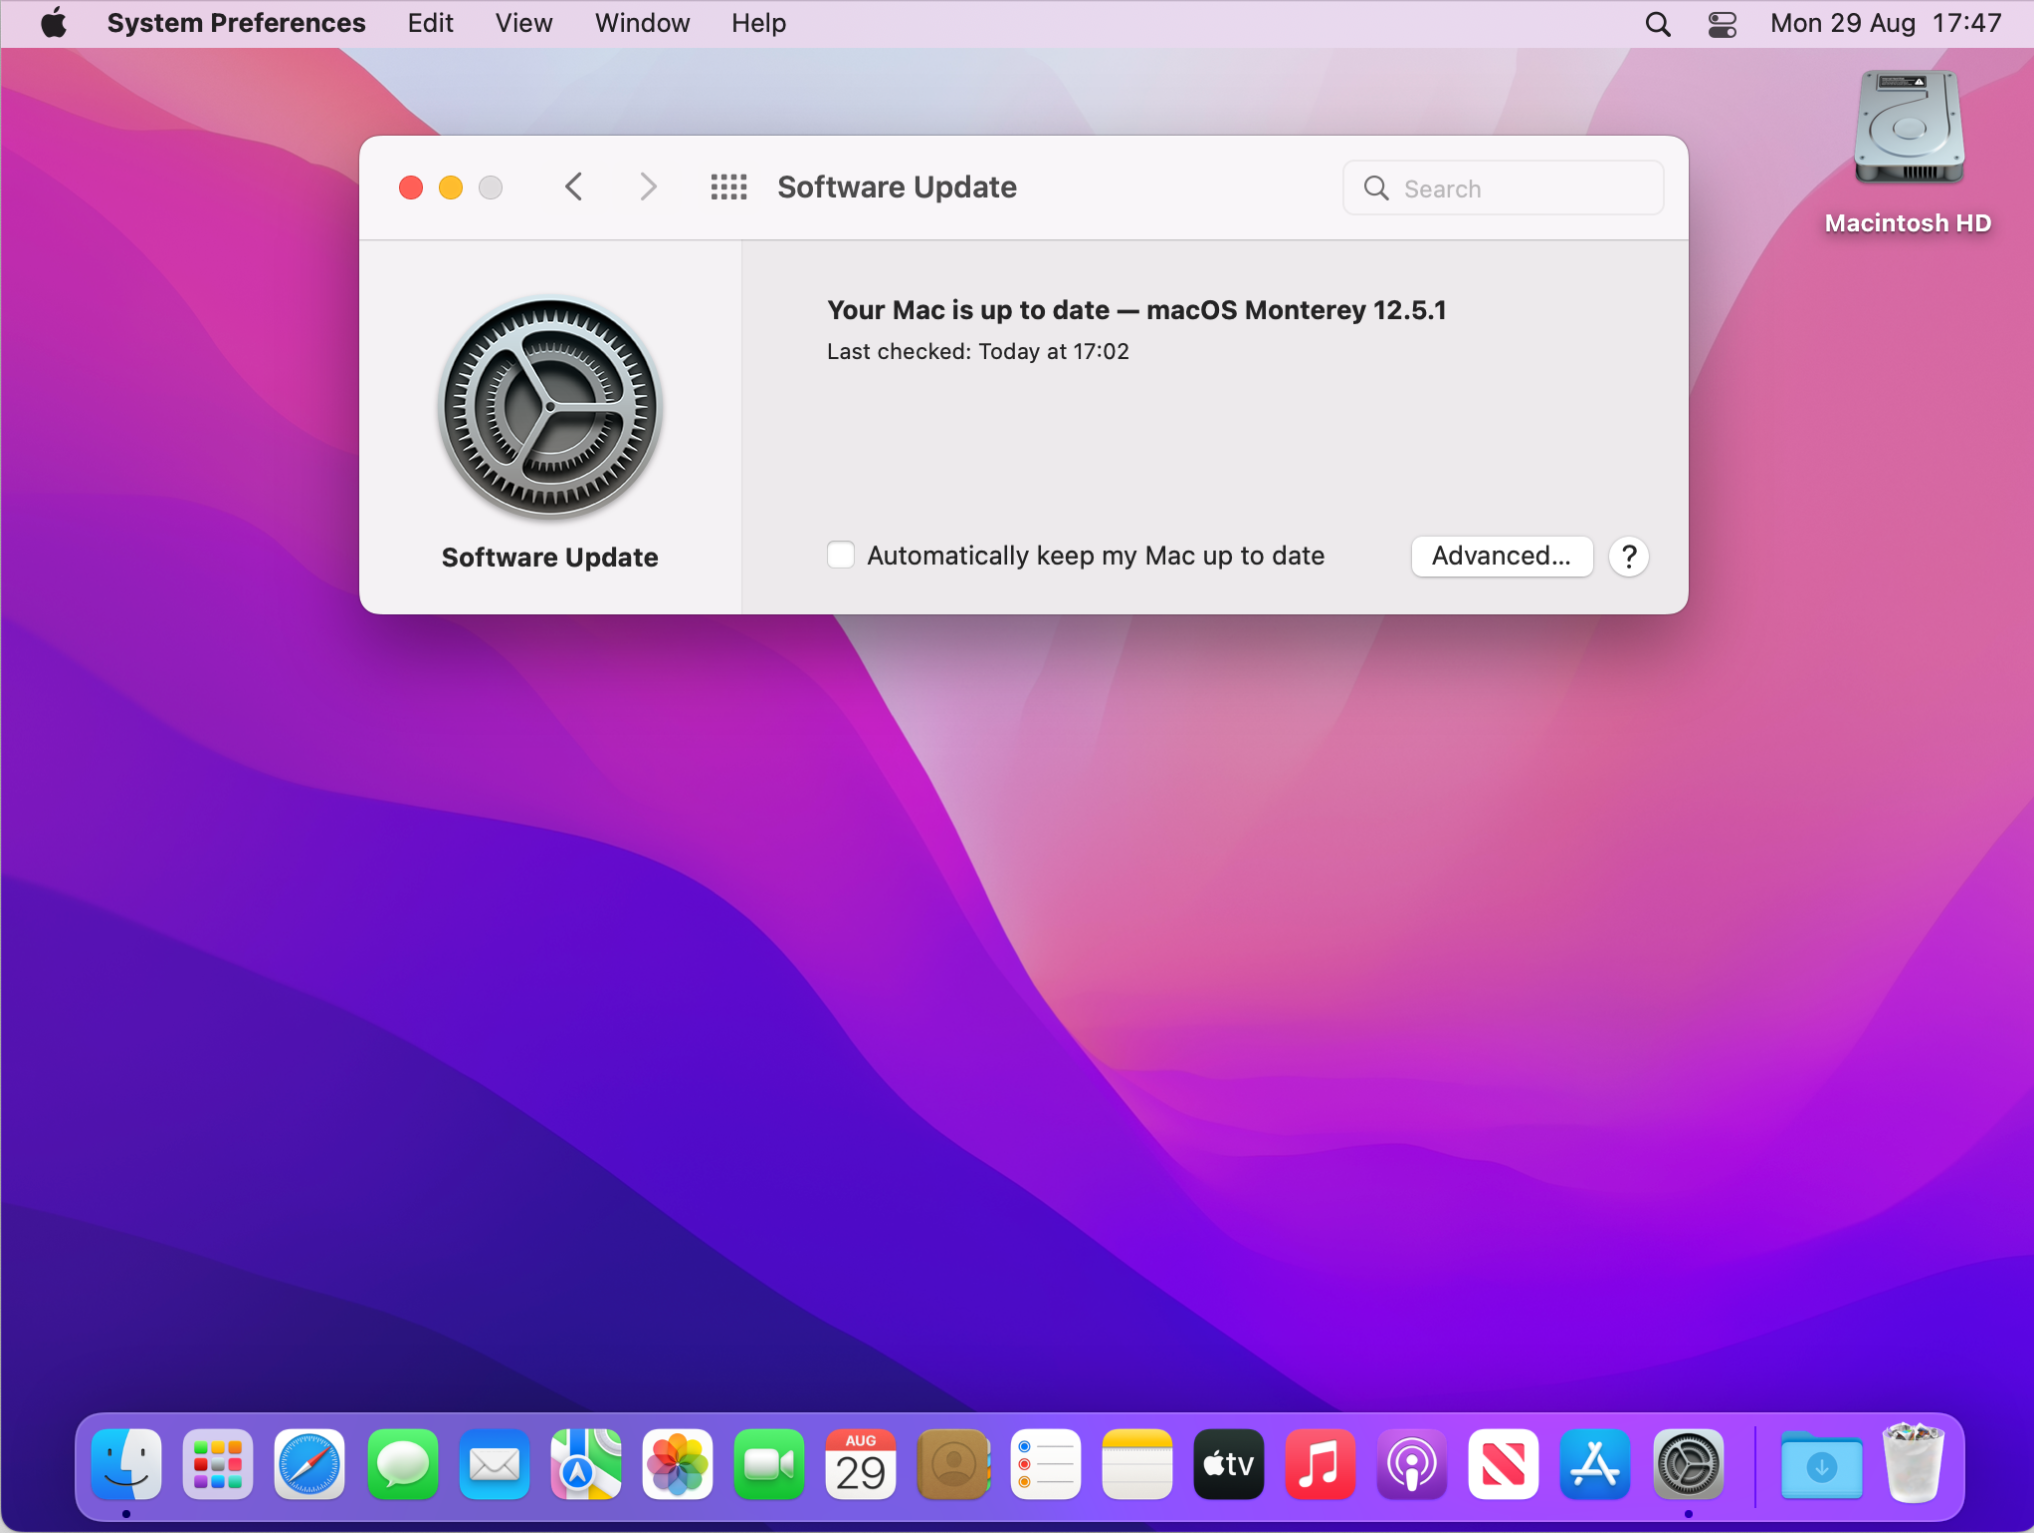 System Preferences Edit View Window Help Mon 29 Aug 17:47
Software Update Search
Macintosh HD
Your Mac is up to date — macOS Monterey 12.5.1
Last checked: Today at 17:02
Software Update
Automatically keep my Mac up to date Advanced... ?
AUG
29
tv